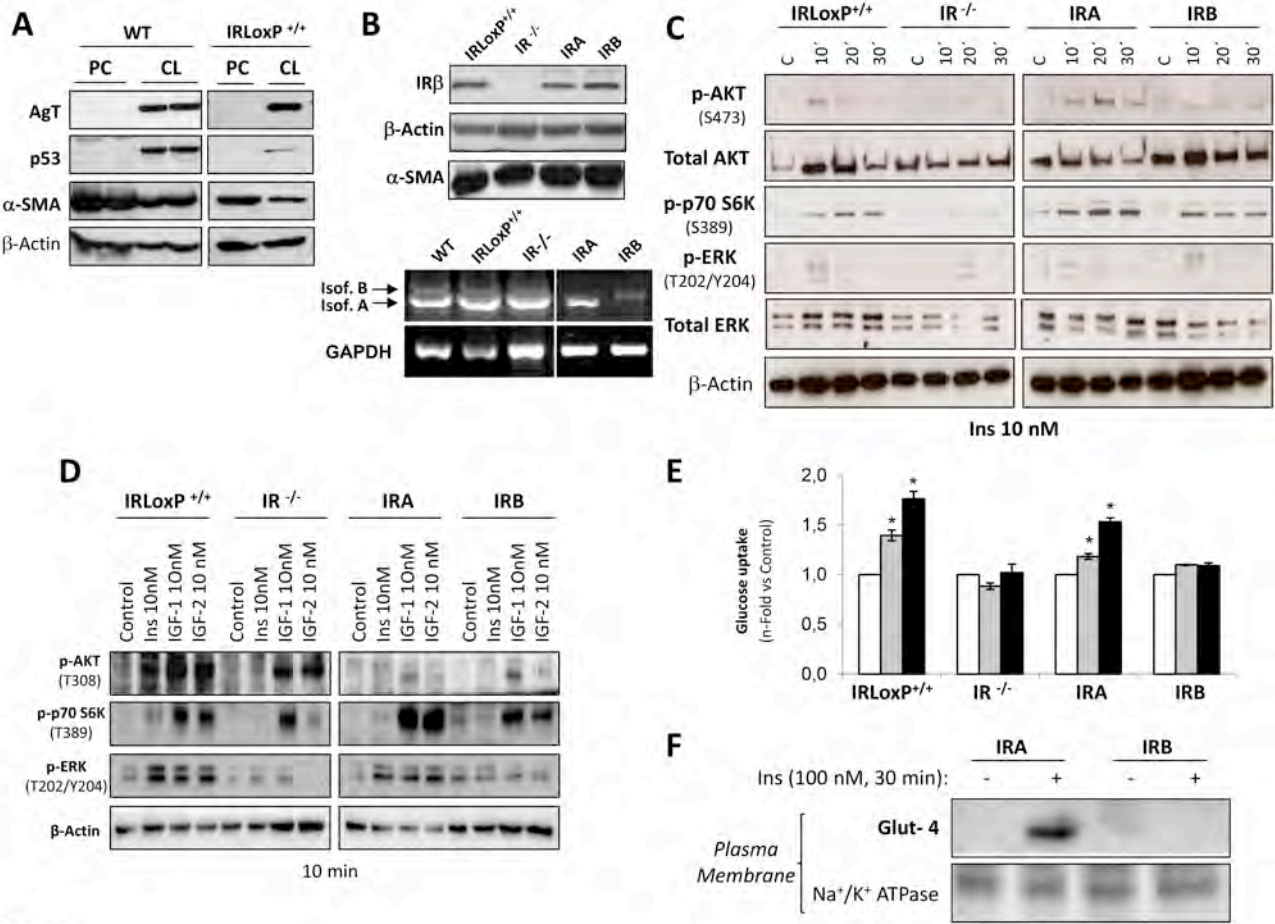 A
WT IRLoxP +/+
PC CL PC CL
AgT
p53
α-SMA
β-Actin
B
IRLoxP+/+ IR -/- IRA IRB
IRβ
β-Actin
α-SMA
WT IRLoxP+/+ IR-/- IRA IRB
Isof. B
Isof. A
GAPDH
C
IRLoxP+/+ IR -/- IRA IRB
C 10´ 20´ 30´ C 10´ 20´ 30´ C 10´ 20´ 30´ C 10´ 20´ 30´
p-AKT
(S473)
Total AKT
p-p70 S6K
(S389)
p-ERK
(T202/Y204)
Total ERK
β-Actin
Ins 10 nM
D
IRLoxP +/+ IR -/- IRA IRB
Control Ins 10nM IGF-1 10nM IGF-2 10 nM Control Ins 10nM IGF-1 10nM IGF-2 10 nM Control Ins 10nM IGF-1 10nM IGF-2 10 nM Control Ins 10nM IGF-1 10nM IGF-2 10 nM
p-AKT
(T308)
p-p70 S6K
(T389)
p-ERK
(T202/Y204)
β-Actin
10 min
E
Glucose uptake
(n-Fold vs Control)
2,0
1,5
1,0
0,5
0,0
* * * *
IRLoxP+/+ IR -/- IRA IRB
F
IRA IRB
Ins (100 nM, 30 min): - + - +
Glut- 4
Plasma
Membrane
Na+/K+ ATPase